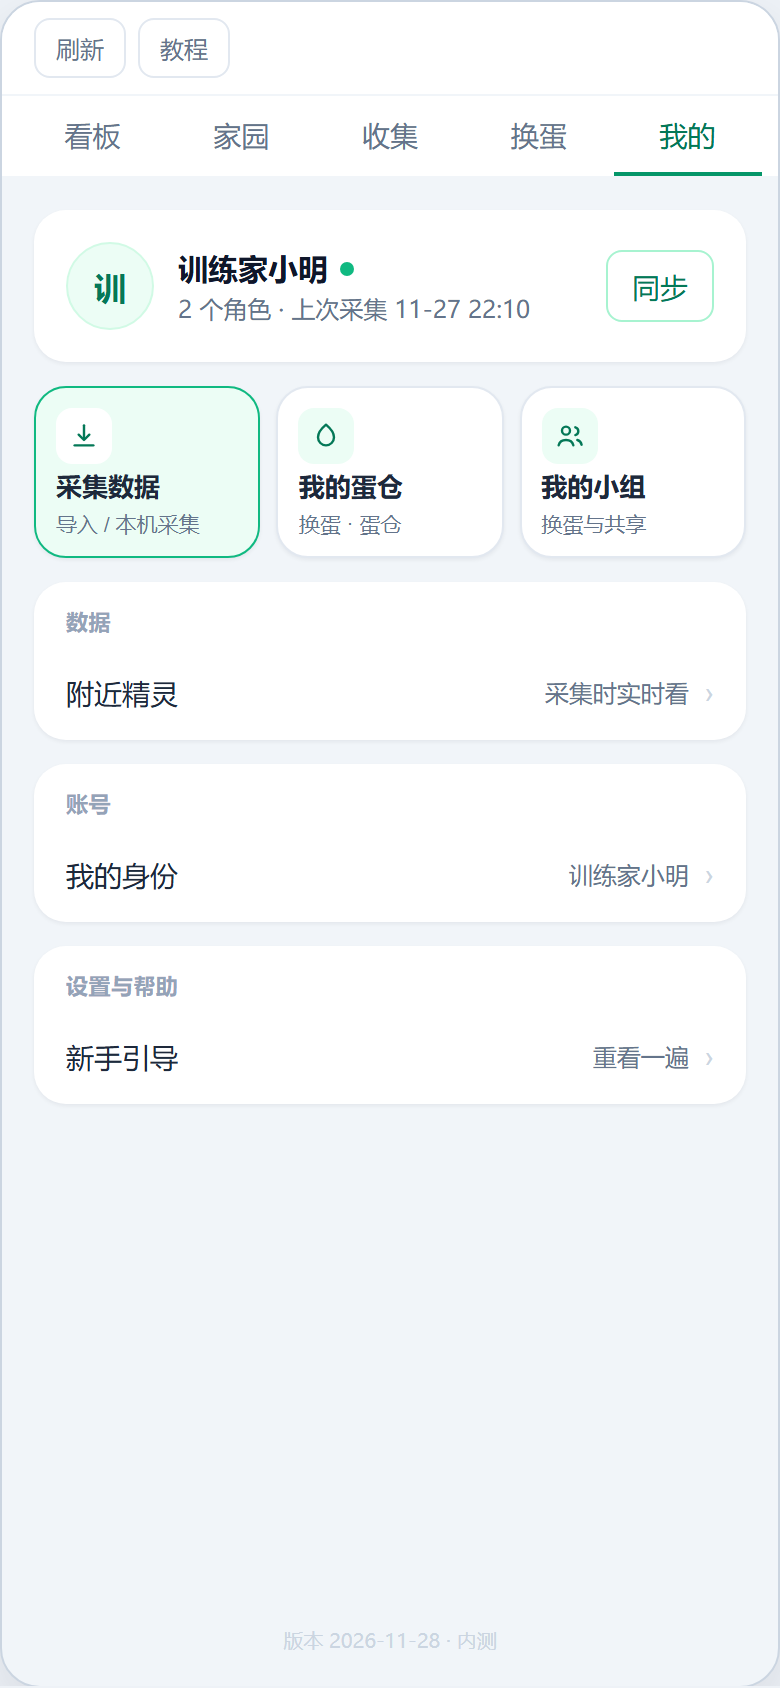 刷新 教程
看板 家园 收集 换蛋 我的
训
训练家小明
2 个角色 · 上次采集 11-27 22:10
同步
采集数据
导入 / 本机采集
我的蛋仓
换蛋 · 蛋仓
我的小组
换蛋与共享
数据
附近精灵 采集时实时看 ›
账号
我的身份 训练家小明 ›
设置与帮助
新手引导 重看一遍 ›
版本 2026-11-28 · 内测